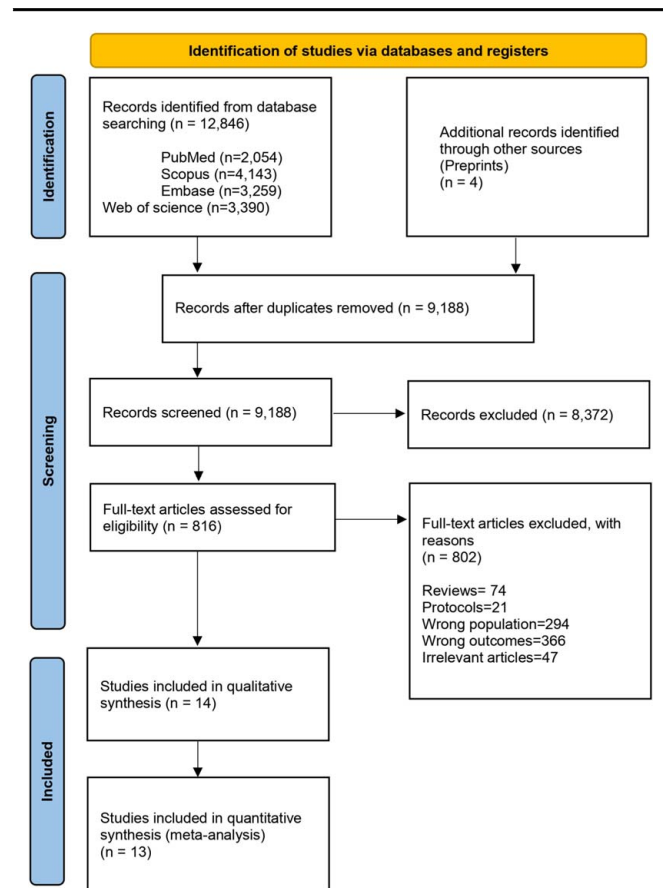 Identification of studies via databases and registers
Identification
Records identified from database
searching (n = 12,846)
PubMed (n=2,054)
Scopus (n=4,143)
Embase (n=3,259)
Web of science (n=3,390)
Additional records identified
through other sources
(Preprints)
(n = 4)
Screening
Records after duplicates removed (n = 9,188)
Records screened (n = 9,188)
Records excluded (n = 8,372)
Full-text articles assessed for
eligibility (n = 816)
Full-text articles excluded, with
reasons
(n = 802)
Reviews= 74
Protocols=21
Wrong population=294
Wrong outcomes=366
Irrelevant articles=47
Included
Studies included in qualitative
synthesis (n = 14)
Studies included in quantitative
synthesis (meta-analysis)
(n = 13)